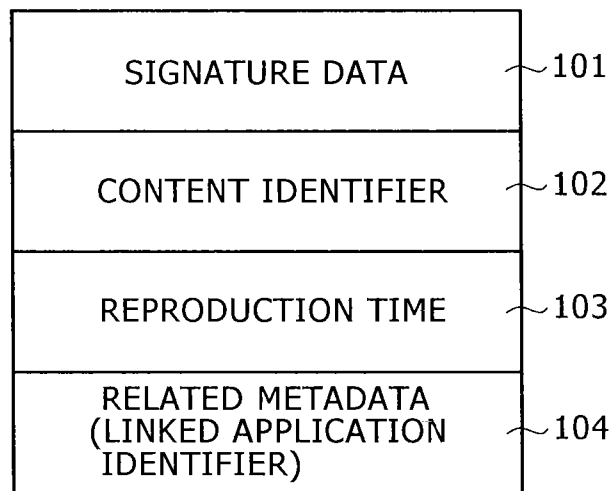 SIGNATURE DATA 101
CONTENT IDENTIFIER 102
REPRODUCTION TIME 103
RELATED METADATA
(LINKED APPLICATION 104
IDENTIFIER)